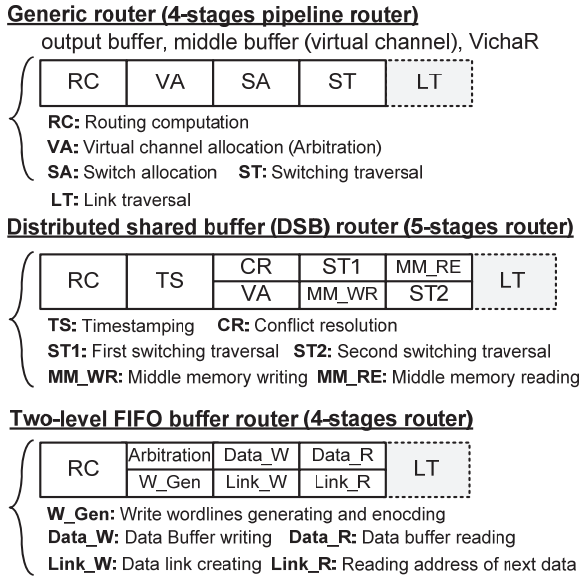 Generic router (4-stages pipeline router)
output buffer, middle buffer (virtual channel), VichaR
RC VA SA ST LT
RC: Routing computation
VA: Virtual channel allocation (Arbitration)
SA: Switch allocation ST: Switching traversal
LT: Link traversal
Distributed shared buffer (DSB) router (5-stages router)
RC TS CR ST1 MM_RE LT
VA MM_WR ST2
TS: Timestamping CR: Conflict resolution
ST1: First switching traversal ST2: Second switching traversal
MM_WR: Middle memory writing MM_RE: Middle memory reading
Two-level FIFO buffer router (4-stages router)
RC Arbitration Data_W Data_R LT
W_Gen Link_W Link_R
W_Gen: Write wordlines generating and enocding
Data_W: Data Buffer writing Data_R: Data buffer reading
Link_W: Data link creating Link_R: Reading address of next data